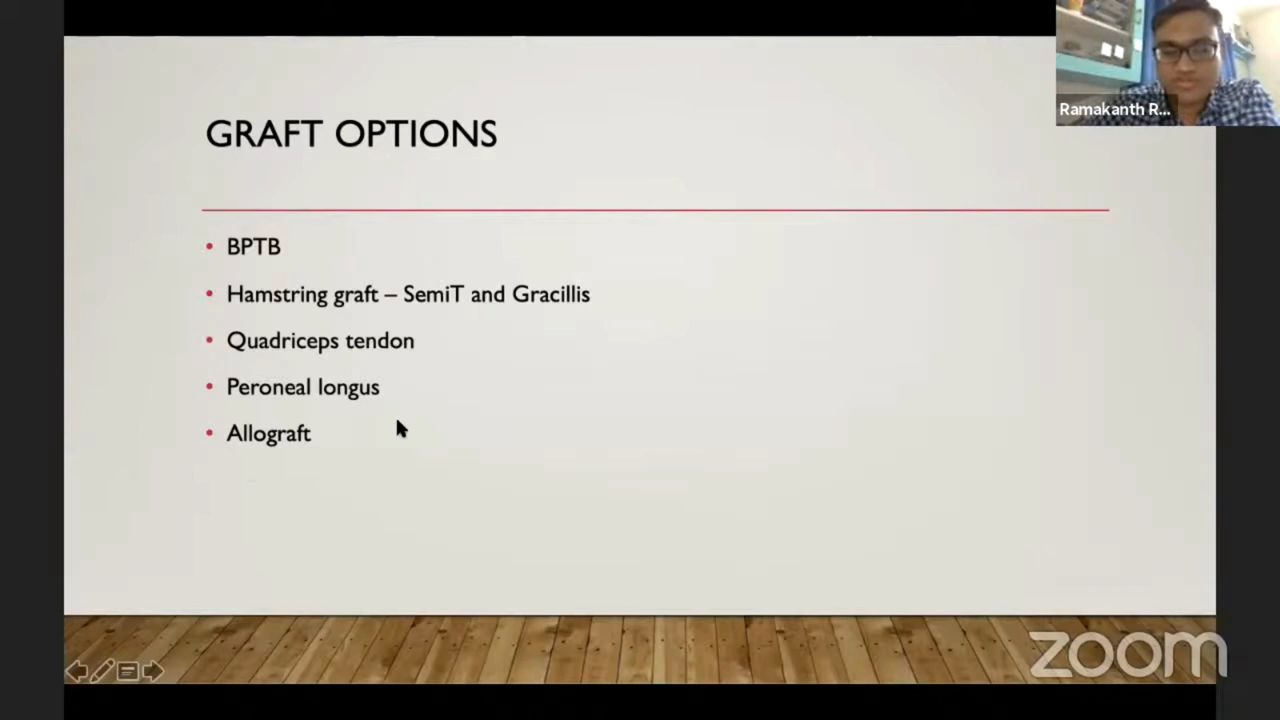 Ramakanth R...
GRAFT OPTIONS
• BPTB
• Hamstring graft – SemiT and Gracillis
• Quadriceps tendon
• Peroneal longus
• Allograft
zoom